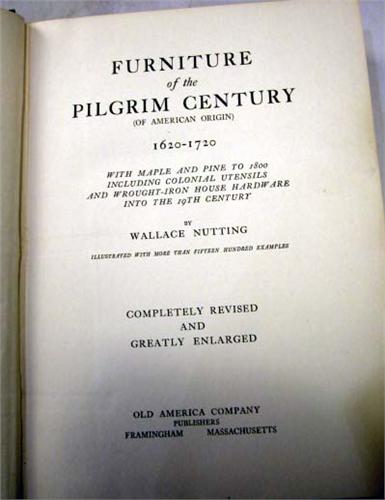 FURNITURE
of the
PILGRIM CENTURY
(OF AMERICAN ORIGIN)
1620-1720
WITH MAPLE AND PINE TO 1800
INCLUDING COLONIAL UTENSILS
AND WROUGHT-IRON HOUSE HARDWARE
INTO THE 19TH CENTURY
BY
WALLACE NUTTING
ILLUSTRATED WITH MORE THAN FIFTEEN HUNDRED EXAMPLES
COMPLETELY REVISED
AND
GREATLY ENLARGED
OLD AMERICA COMPANY
PUBLISHERS
FRAMINGHAM MASSACHUSETTS